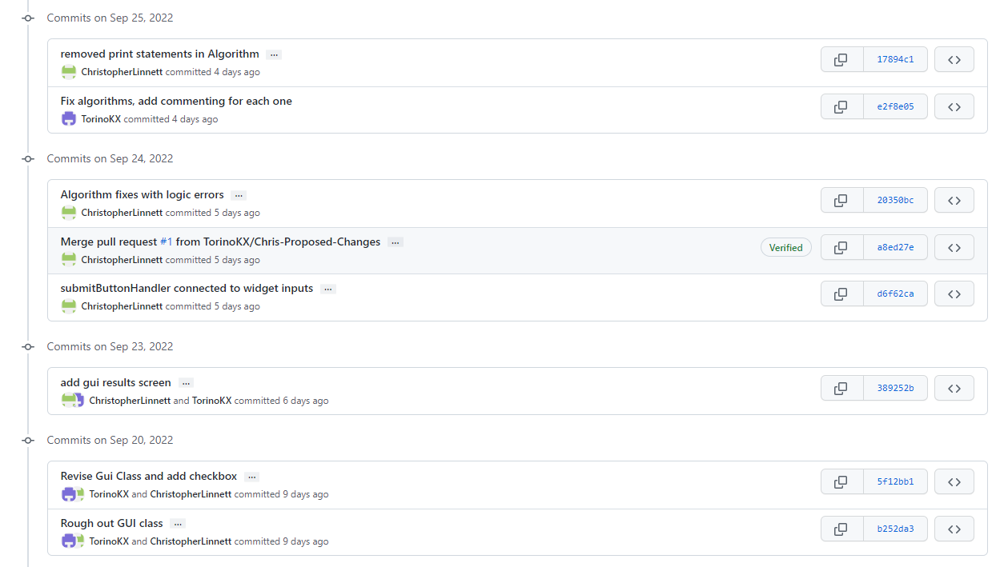 Commits on Sep 25, 2022
removed print statements in Algorithm ...
17894c1
ChristopherLinnett committed 4 days ago
Fix algorithms, add commenting for each one
e2f8e05
TorinoKX committed 4 days ago
Commits on Sep 24, 2022
Algorithm fixes with logic errors ...
20350bc
ChristopherLinnett committed 5 days ago
Merge pull request #1 from TorinoKX/Chris-Proposed-Changes ...
Verified
a8ed27e
ChristopherLinnett committed 5 days ago
submitButtonHandler connected to widget inputs ...
d6f62ca
ChristopherLinnett committed 5 days ago
Commits on Sep 23, 2022
add gui results screen ...
389252b
ChristopherLinnett and TorinoKX committed 6 days ago
Commits on Sep 20, 2022
Revise Gui Class and add checkbox ...
5f12bb1
TorinoKX and ChristopherLinnett committed 9 days ago
Rough out GUI class ...
b252da3
TorinoKX and ChristopherLinnett committed 9 days ago